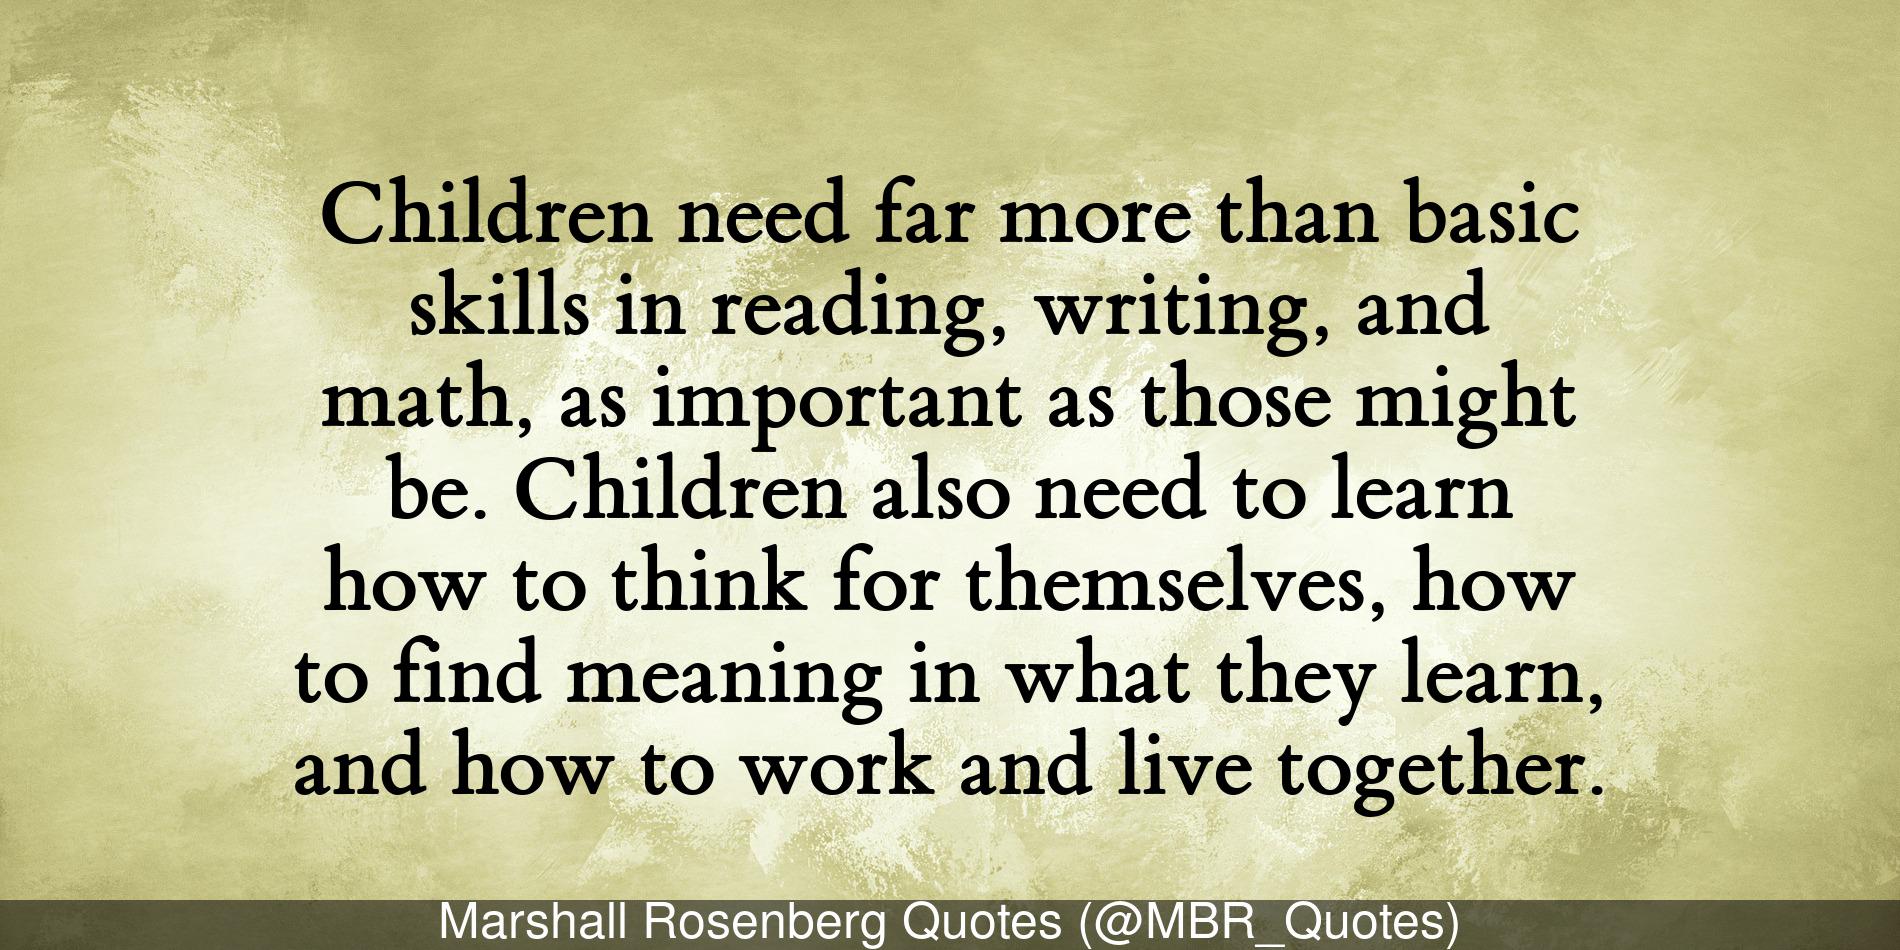 Children need far more than basic
skills in reading, writing, and
math, as important as those might
be. Children also need to learn
how to think for themselves, how
to find meaning in what they learn,
and how to work and live together.
Marshall Rosenberg Quotes (@MBR_Quotes)